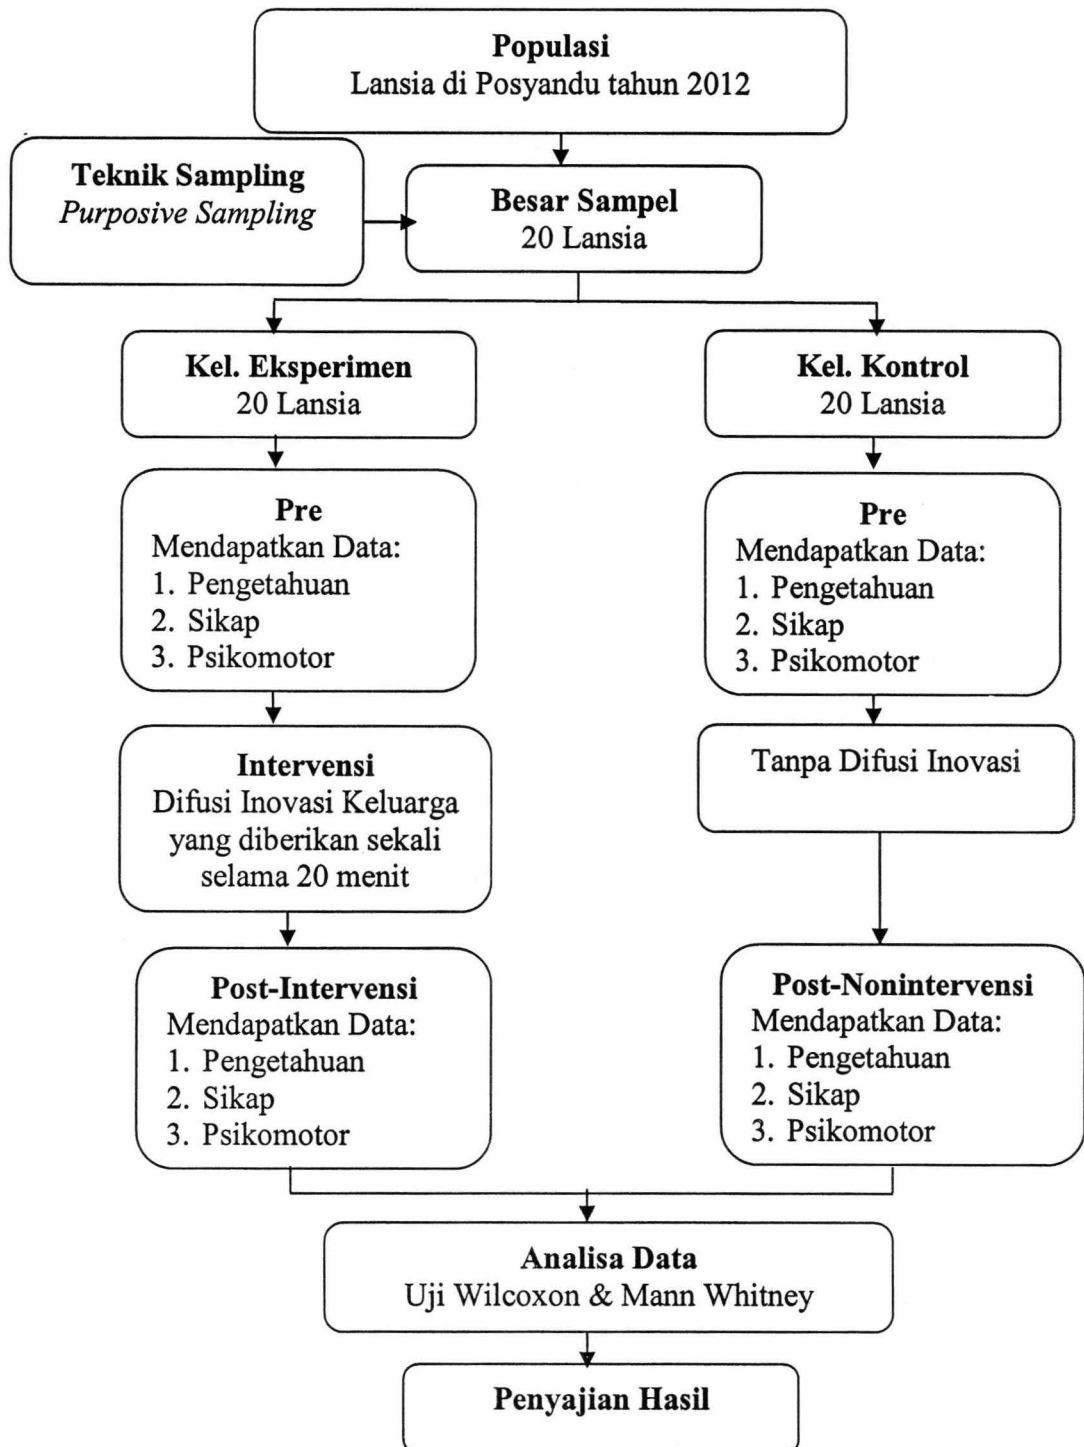 Populasi
Lansia di Posyandu tahun 2012
Teknik Sampling
Purposive Sampling
Besar Sampel
20 Lansia
Kel. Eksperimen
20 Lansia
Kel. Kontrol
20 Lansia
Pre
Mendapatkan Data:
1. Pengetahuan
2. Sikap
3. Psikomotor
Pre
Mendapatkan Data:
1. Pengetahuan
2. Sikap
3. Psikomotor
Intervensi
Difusi Inovasi Keluarga
yang diberikan sekali
selama 20 menit
Tanpa Difusi Inovasi
Post-Intervensi
Mendapatkan Data:
1. Pengetahuan
2. Sikap
3. Psikomotor
Post-Nonintervensi
Mendapatkan Data:
1. Pengetahuan
2. Sikap
3. Psikomotor
Analisa Data
Uji Wilcoxon & Mann Whitney
Penyajian Hasil